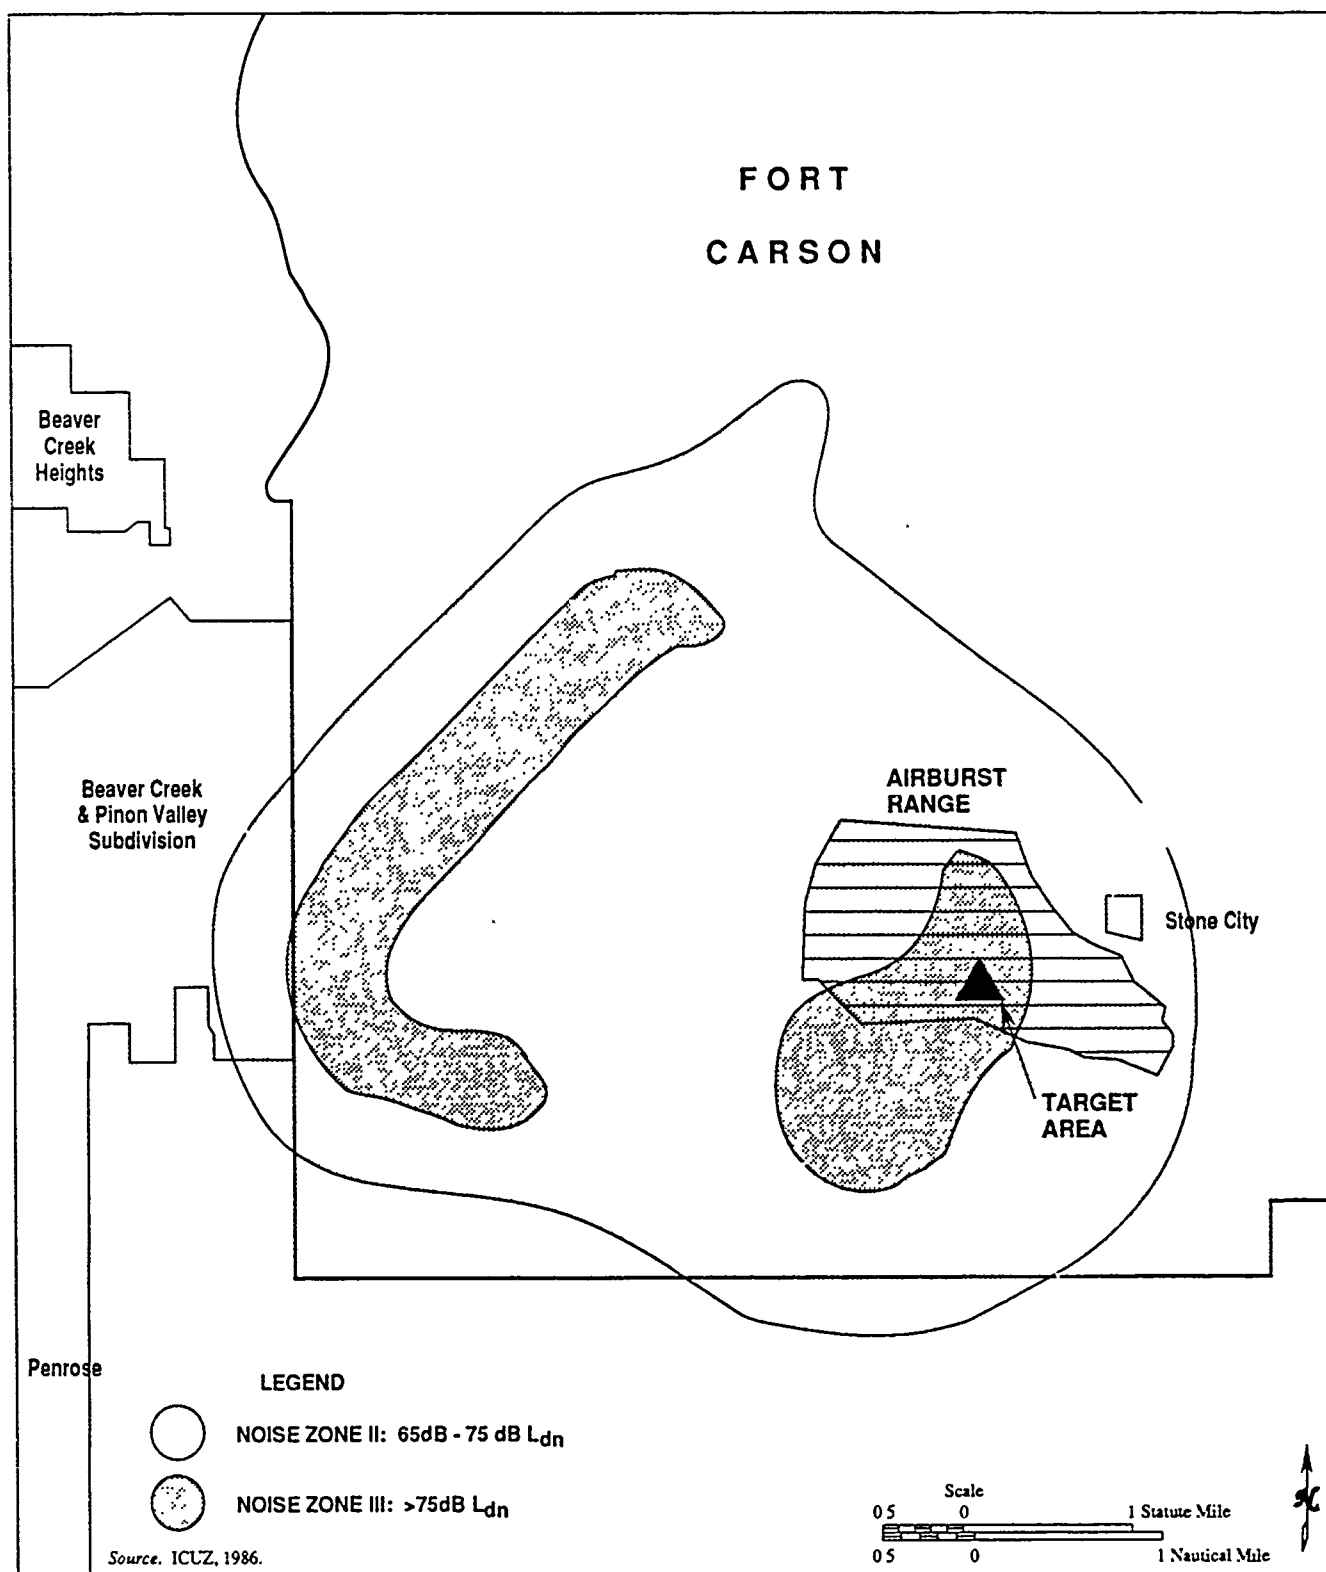 FORT
CARSON
Beaver
Creek
Heights
Beaver Creek
& Pinon Valley
Subdivision
AIRBURST
RANGE
Stone City
TARGET
AREA
Penrose
LEGEND
NOISE ZONE II: 65dB - 75 dB Ldn
NOISE ZONE III: >75dB Ldn
Source. ICUZ, 1986.
Scale
0 5 0 1 Statute Mile
0 5 0 1 Nautical Mile
N